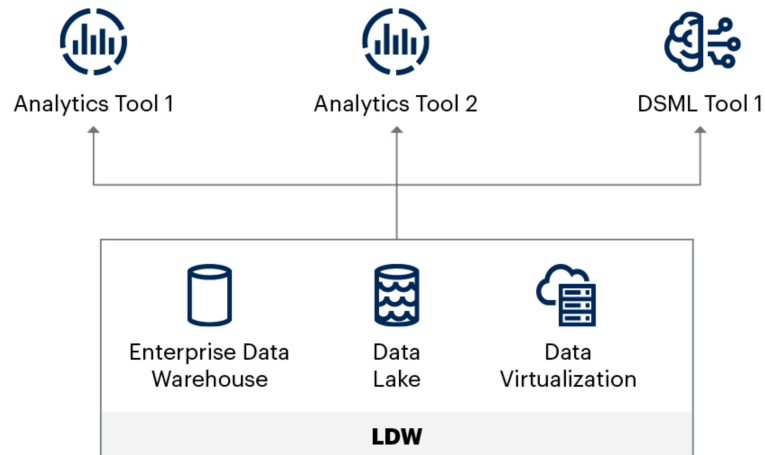 Analytics Tool 1
Analytics Tool 2
DSML Tool 1
Enterprise Data
Warehouse
Data
Lake
Data
Virtualization
LDW